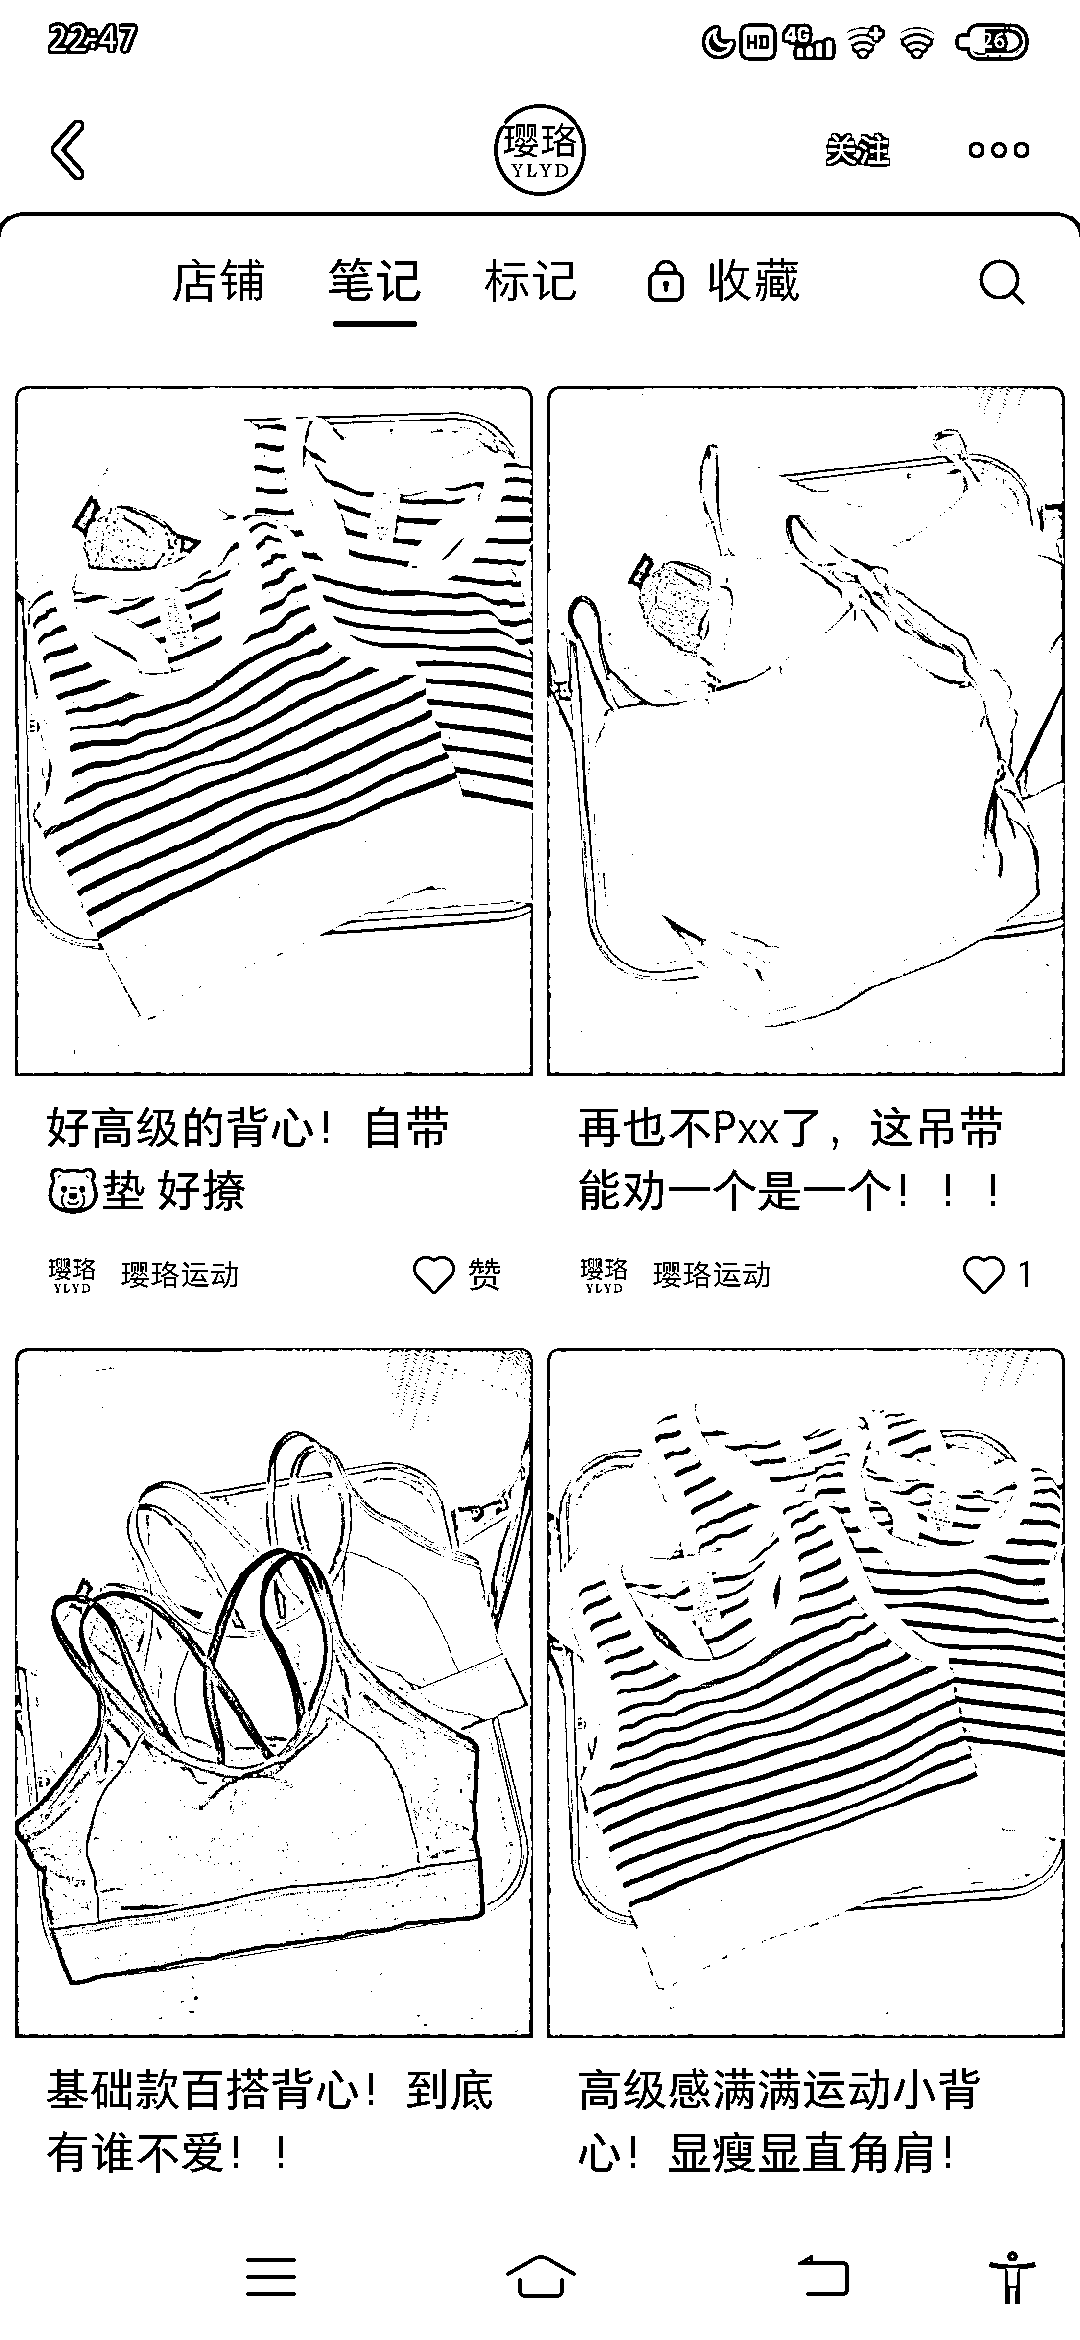 22:47
HD 4G 26
璎珞
YLYD
关注
店铺 笔记 标记 收藏
好高级的背心！自带
🐻垫 好撩
璎珞 YLYD 璎珞运动 赞
再也不Pxx了，这吊带
能劝一个是一个！！！
璎珞 YLYD 璎珞运动 1
基础款百搭背心！到底
有谁不爱！！
高级感满满运动小背
心！显瘦显直角肩！